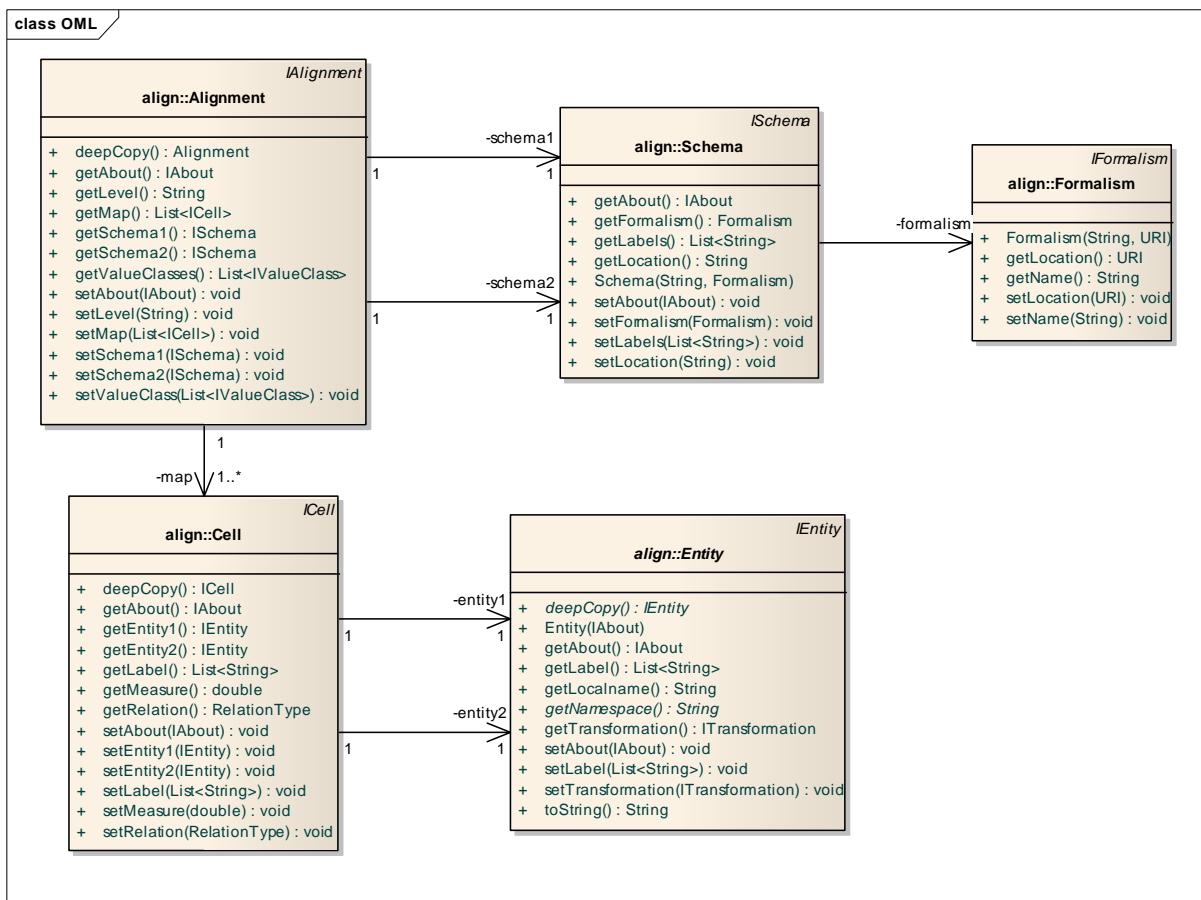 class OML
IAlignment
align::Alignment
+ deepCopy() : Alignment
+ getAbout() : IAbout
+ getLevel() : String
+ getMap() : List<ICell>
+ getSchema1() : ISchema
+ getSchema2() : ISchema
+ getValueClasses() : List<IValueClass>
+ setAbout(IAbout) : void
+ setLevel(String) : void
+ setMap(List<ICell>) : void
+ setSchema1(ISchema) : void
+ setSchema2(ISchema) : void
+ setValueClass(List<IValueClass>) : void
-schema1
1
1
-schema2
1
1
ISchema
align::Schema
+ getAbout() : IAbout
+ getFormalism() : Formalism
+ getLabels() : List<String>
+ getLocation() : String
+ Schema(String, Formalism)
+ setAbout(IAbout) : void
+ setFormalism(Formalism) : void
+ setLabels(List<String>) : void
+ setLocation(String) : void
-formalism
IFormalism
align::Formalism
+ Formalism(String, URI)
+ getLocation() : URI
+ getName() : String
+ setLocation(URI) : void
+ setName(String) : void
1
-map
1..*
ICell
align::Cell
+ deepCopy() : ICell
+ getAbout() : IAbout
+ getEntity1() : IEntity
+ getEntity2() : IEntity
+ getLabel() : List<String>
+ getMeasure() : double
+ getRelation() : RelationType
+ setAbout(IAbout) : void
+ setEntity1(IEntity) : void
+ setEntity2(IEntity) : void
+ setLabel(List<String>) : void
+ setMeasure(double) : void
+ setRelation(RelationType) : void
-entity1
1
1
-entity2
1
1
IEntity
align::Entity
+ deepCopy() : IEntity
+ Entity(IAbout)
+ getAbout() : IAbout
+ getLabel() : List<String>
+ getLocalname() : String
+ getNamespace() : String
+ getTransformation() : ITransformation
+ setAbout(IAbout) : void
+ setLabel(List<String>) : void
+ setTransformation(ITransformation) : void
+ toString() : String